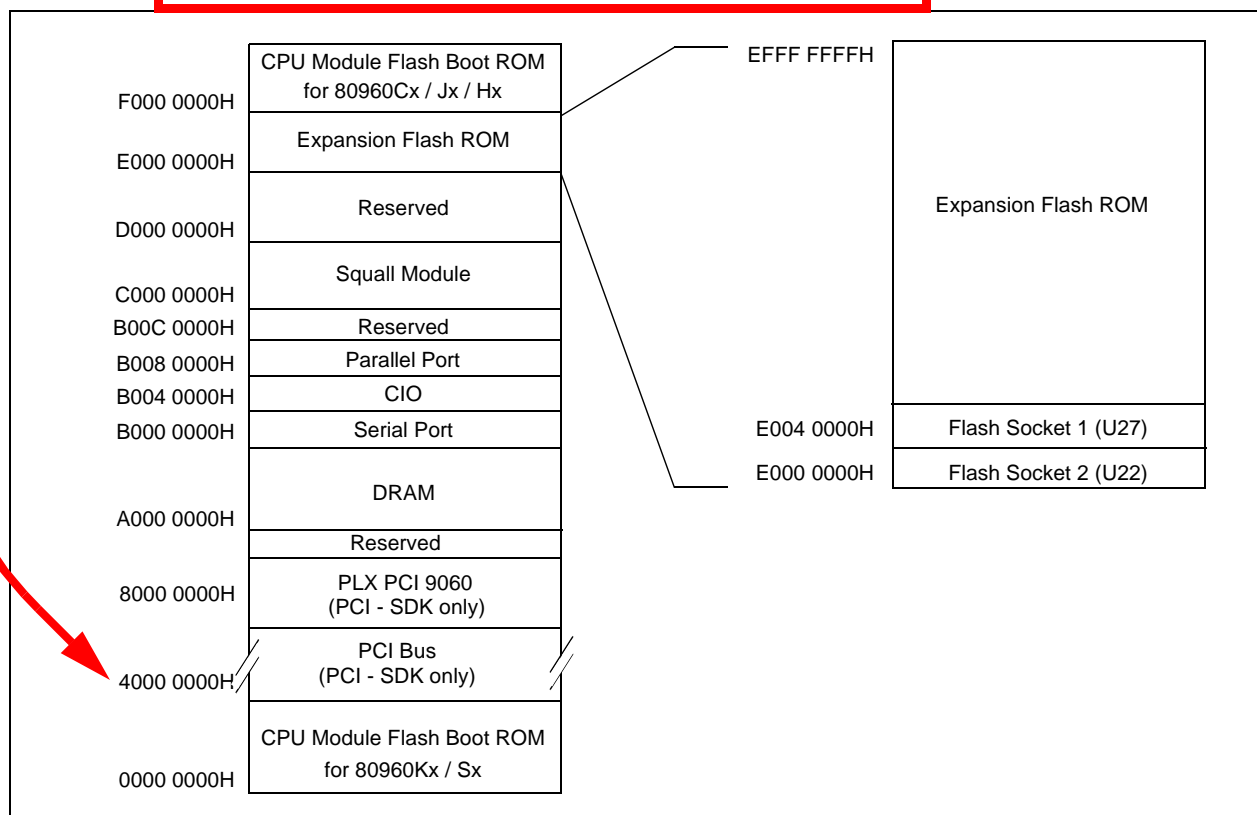 CPU Module Flash Boot ROM
for 80960Cx / Jx / Hx
F000 0000H
Expansion Flash ROM
E000 0000H
Reserved
D000 0000H
Squall Module
C000 0000H
B00C 0000H
Reserved
B008 0000H
Parallel Port
B004 0000H
CIO
B000 0000H
Serial Port
DRAM
A000 0000H
Reserved
8000 0000H
PLX PCI 9060
(PCI - SDK only)
PCI Bus
(PCI - SDK only)
4000 0000H
CPU Module Flash Boot ROM
for 80960Kx / Sx
0000 0000H
EFFF FFFFH
Expansion Flash ROM
E004 0000H
Flash Socket 1 (U27)
E000 0000H
Flash Socket 2 (U22)